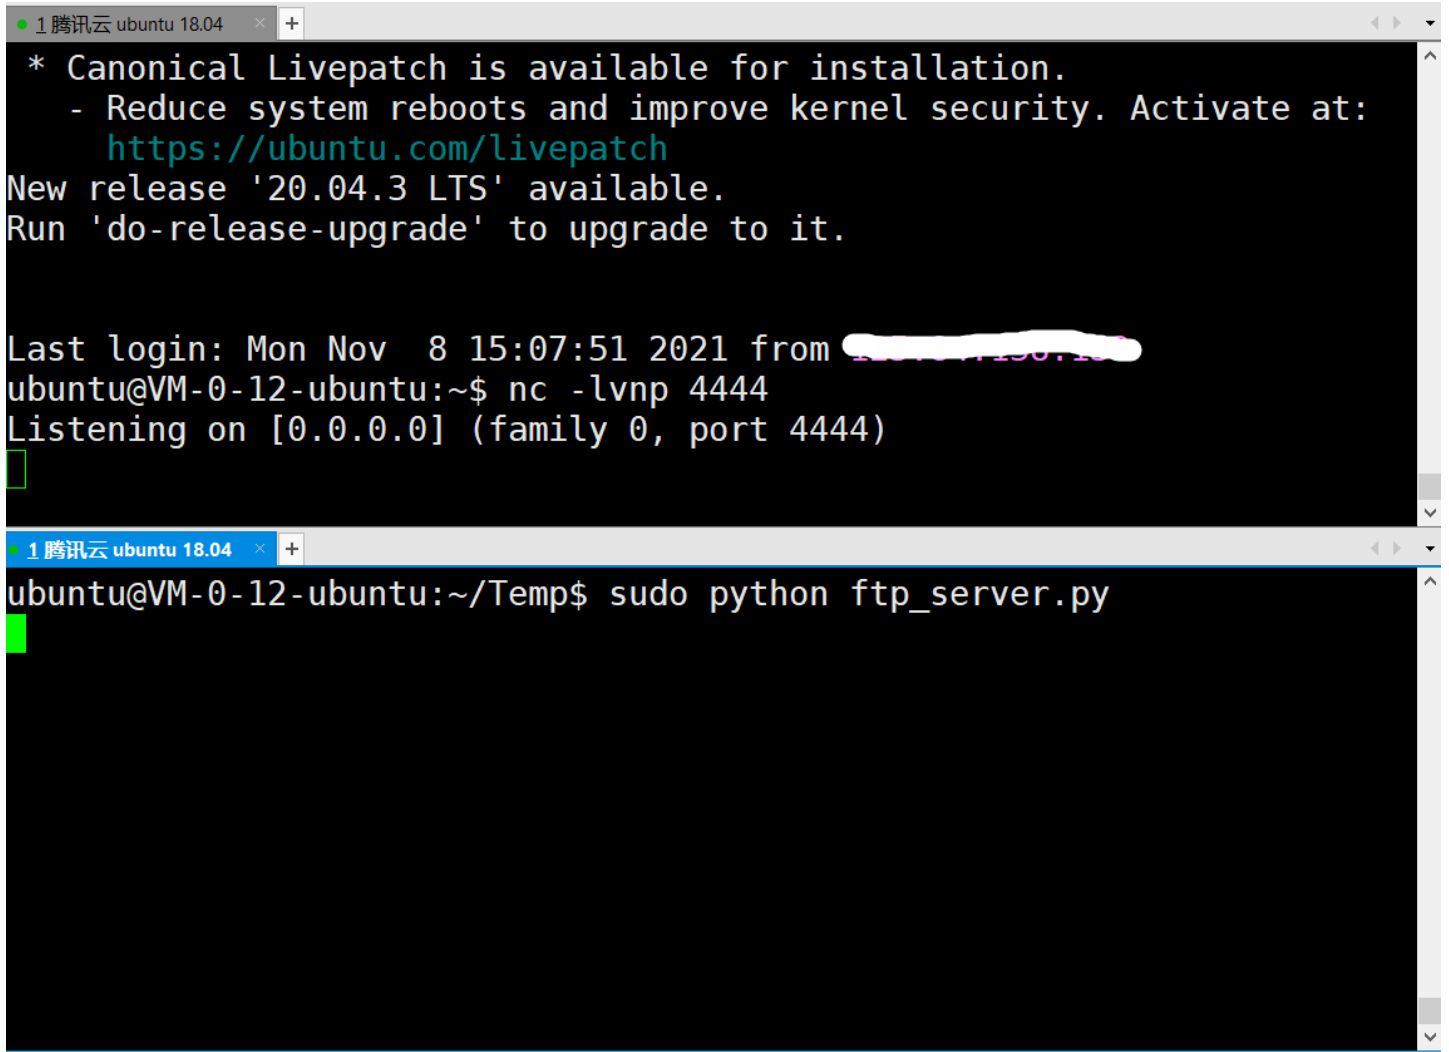 1 腾讯云 ubuntu 18.04 × +
* Canonical Livepatch is available for installation.
- Reduce system reboots and improve kernel security. Activate at:
https://ubuntu.com/livepatch
New release '20.04.3 LTS' available.
Run 'do-release-upgrade' to upgrade to it.
Last login: Mon Nov  8 15:07:51 2021 from
ubuntu@VM-0-12-ubuntu:~$ nc -lvnp 4444
Listening on [0.0.0.0] (family 0, port 4444)
1 腾讯云 ubuntu 18.04 × +
ubuntu@VM-0-12-ubuntu:~/Temp$ sudo python ftp_server.py